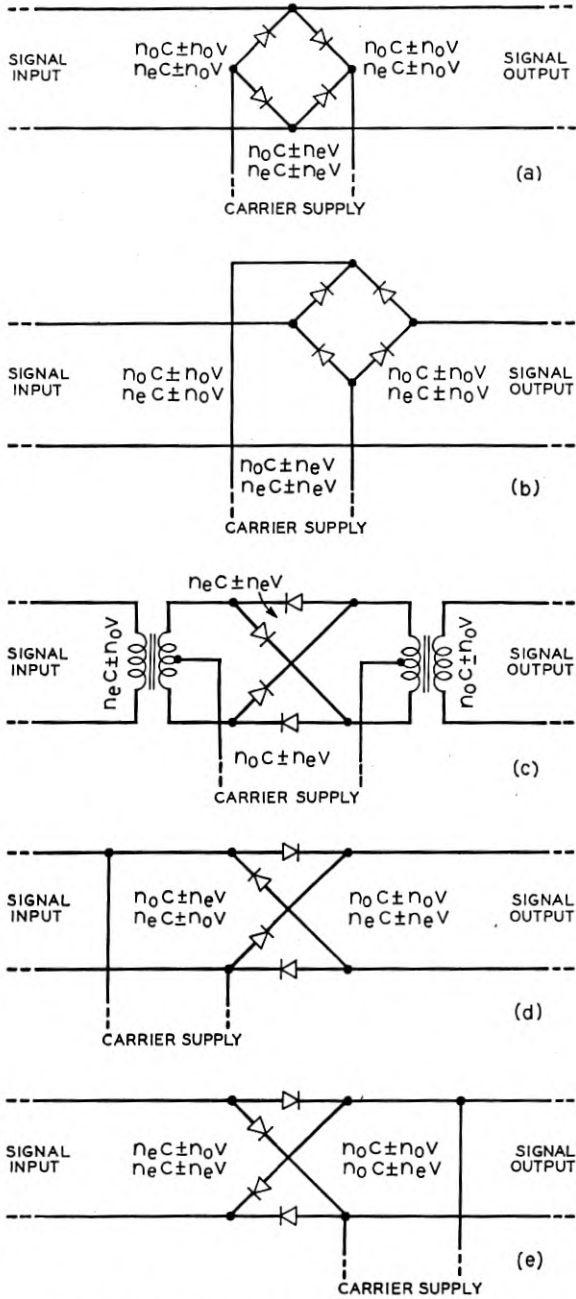 SIGNAL INPUT
n₀C±n₀V
nₑC±n₀V
n₀C±n₀V
nₑC±n₀V
SIGNAL OUTPUT
n₀C±nₑV
nₑC±nₑV
(a)
CARRIER SUPPLY
SIGNAL INPUT
n₀C±n₀V
nₑC±n₀V
n₀C±n₀V
nₑC±n₀V
SIGNAL OUTPUT
n₀C±nₑV
nₑC±nₑV
(b)
CARRIER SUPPLY
nₑC±nₑV
SIGNAL INPUT
nₑC±n₀V
n₀C±n₀V
SIGNAL OUTPUT
n₀C±nₑV
(c)
CARRIER SUPPLY
SIGNAL INPUT
n₀C±nₑV
nₑC±n₀V
n₀C±n₀V
nₑC±nₑV
SIGNAL OUTPUT
(d)
CARRIER SUPPLY
SIGNAL INPUT
nₑC±n₀V
nₑC±nₑV
n₀C±n₀V
n₀C±nₑV
SIGNAL OUTPUT
(e)
CARRIER SUPPLY